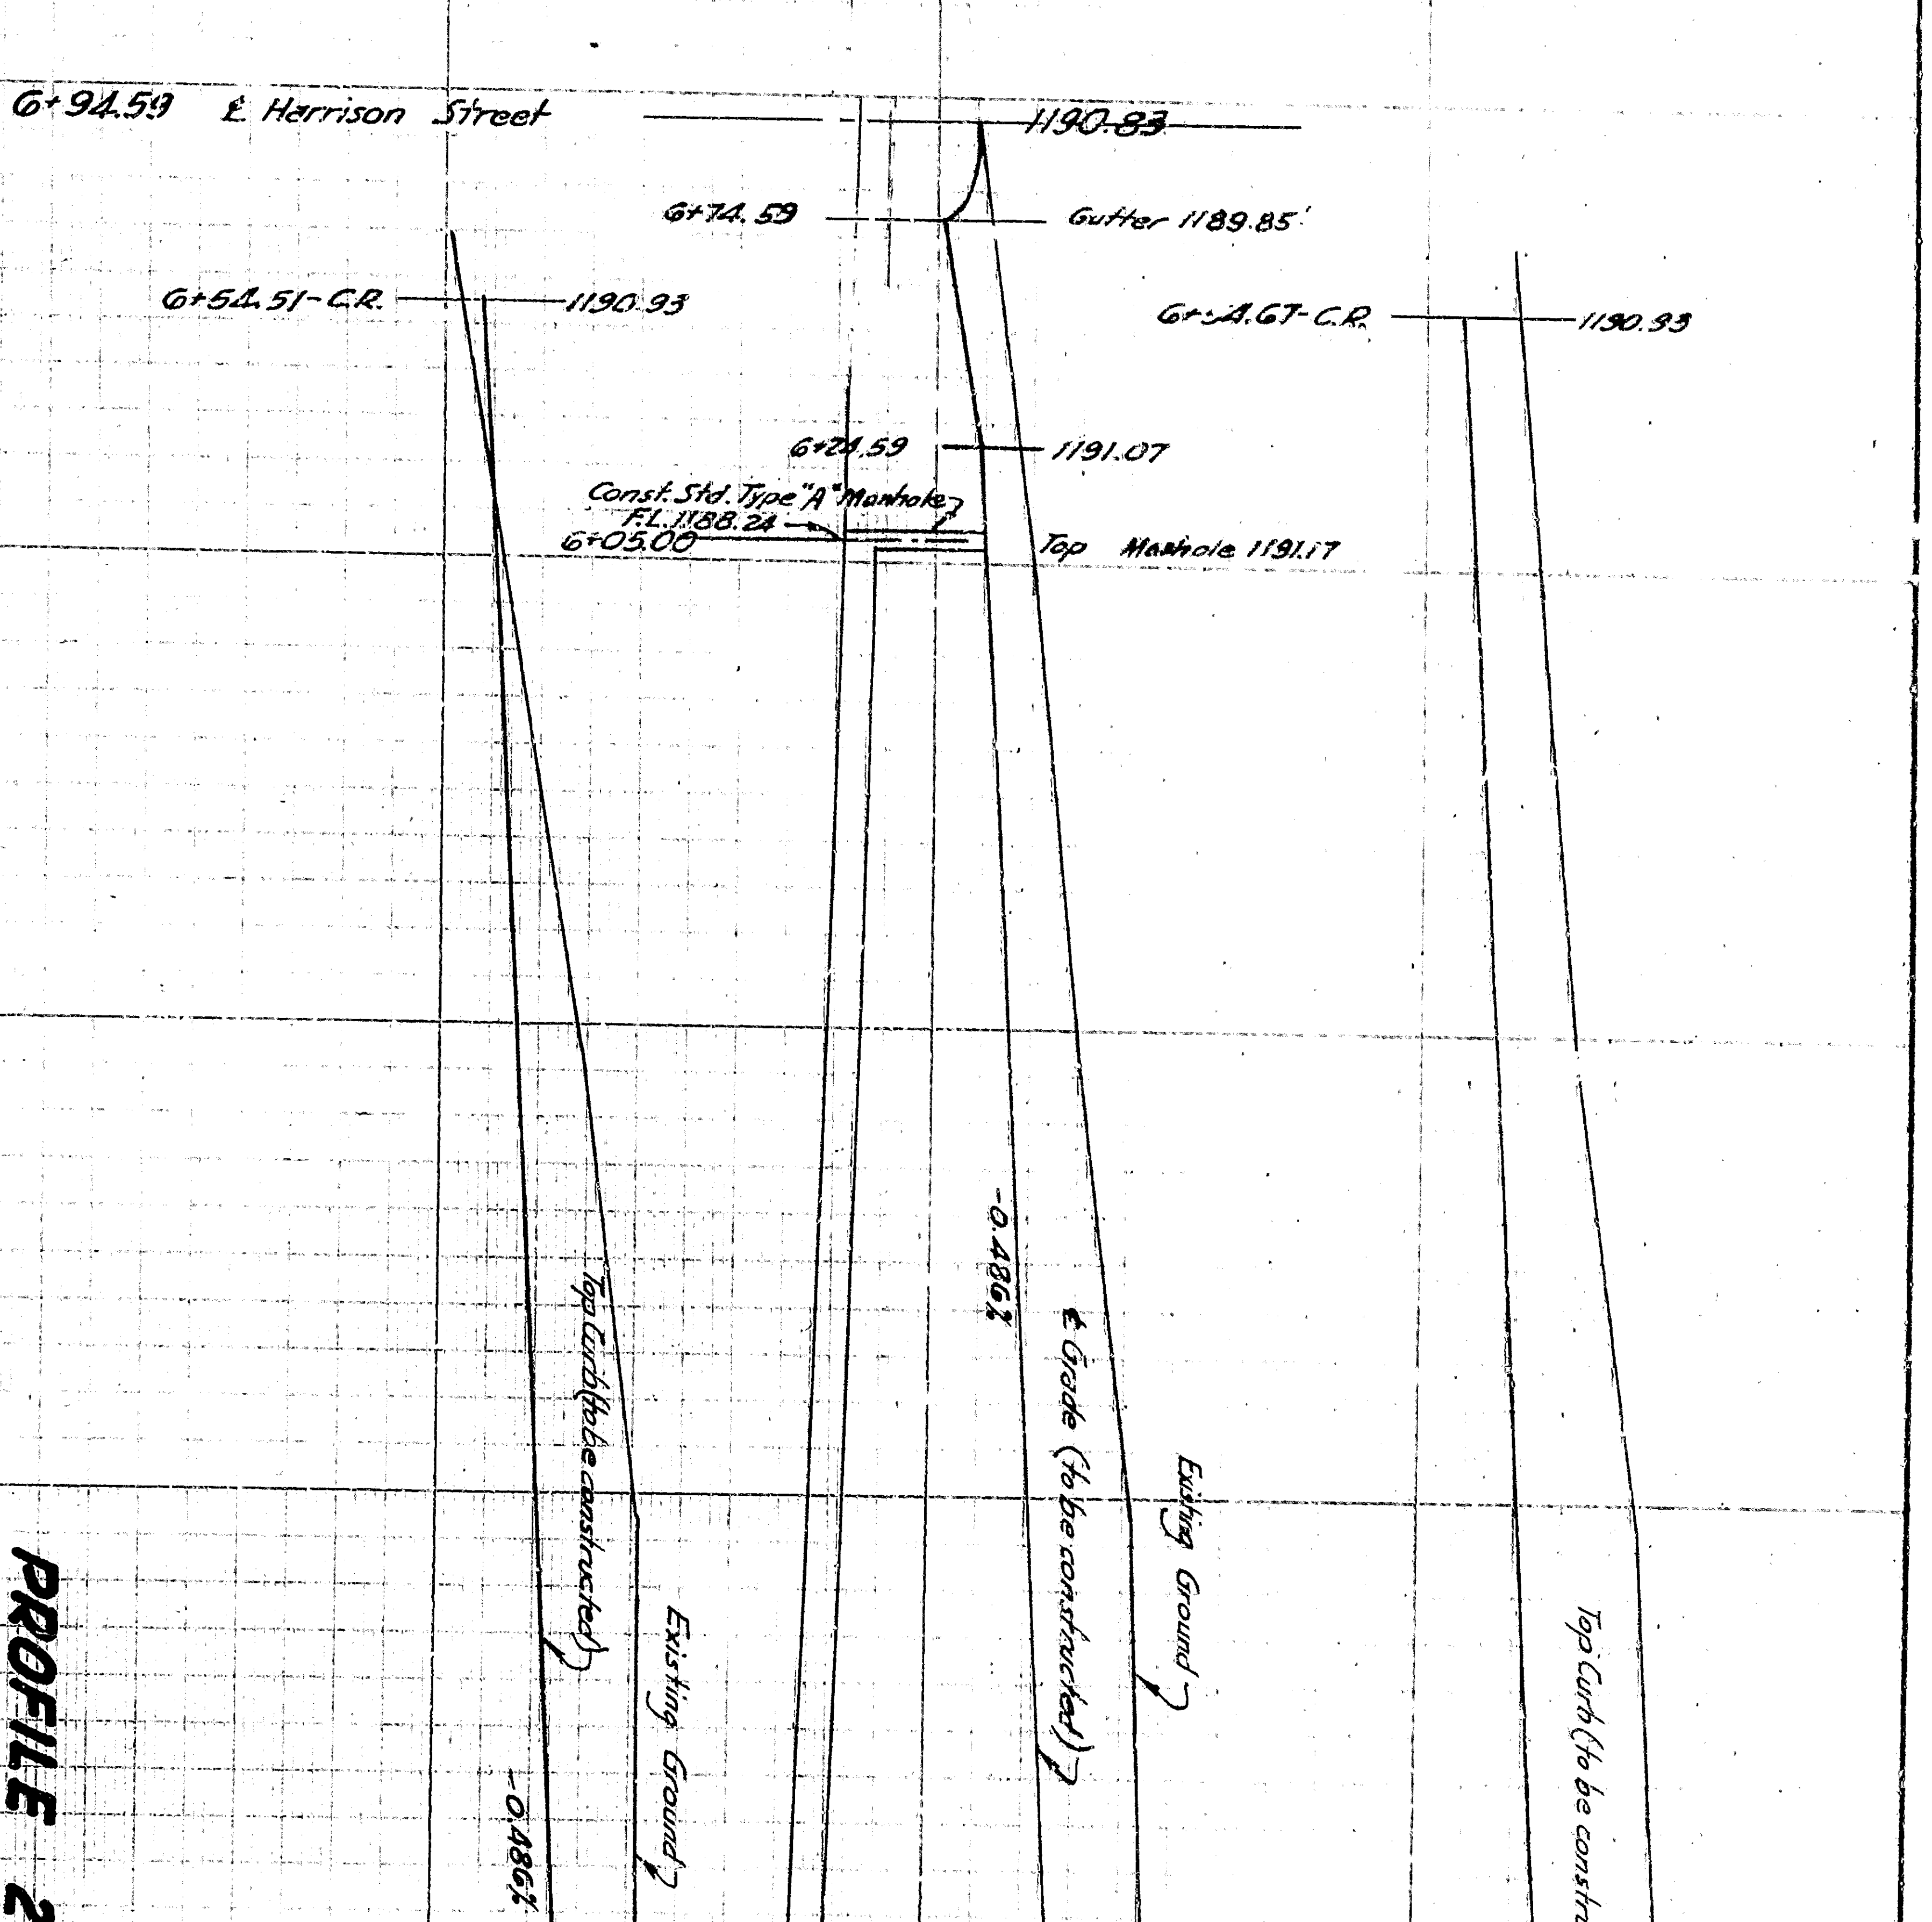 6+94.59 ℄ Harrison Street 1190.83
6+74.59 Gutter 1189.85'
6+54.51-C.R. 1190.93
C.R. 1190.93
6+24.59 1191.07
Const. Std. Type "A" Manhole
F.L. 1188.24
6+05.00
Top Manhole 1191.17
-0.486%
℄ Grade (to be constructed)
Existing Ground
Top Curb (to be constructed)
Existing Ground
-0.486%
Top Curb (to be constru
PROFILE 2